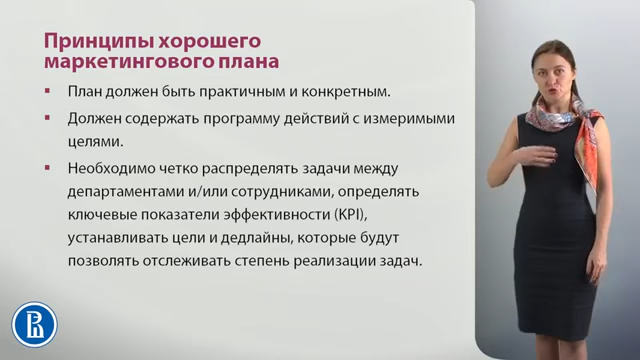 Принципы хорошего
маркетингового плана
План должен быть практичным и конкретным.
Должен содержать программу действий с измеримыми
целями.
Необходимо четко распределять задачи между
департаментами и/или сотрудниками, определять
ключевые показатели эффективности (KPI),
устанавливать цели и дедлайны, которые будут
позволять отслеживать степень реализации задач.